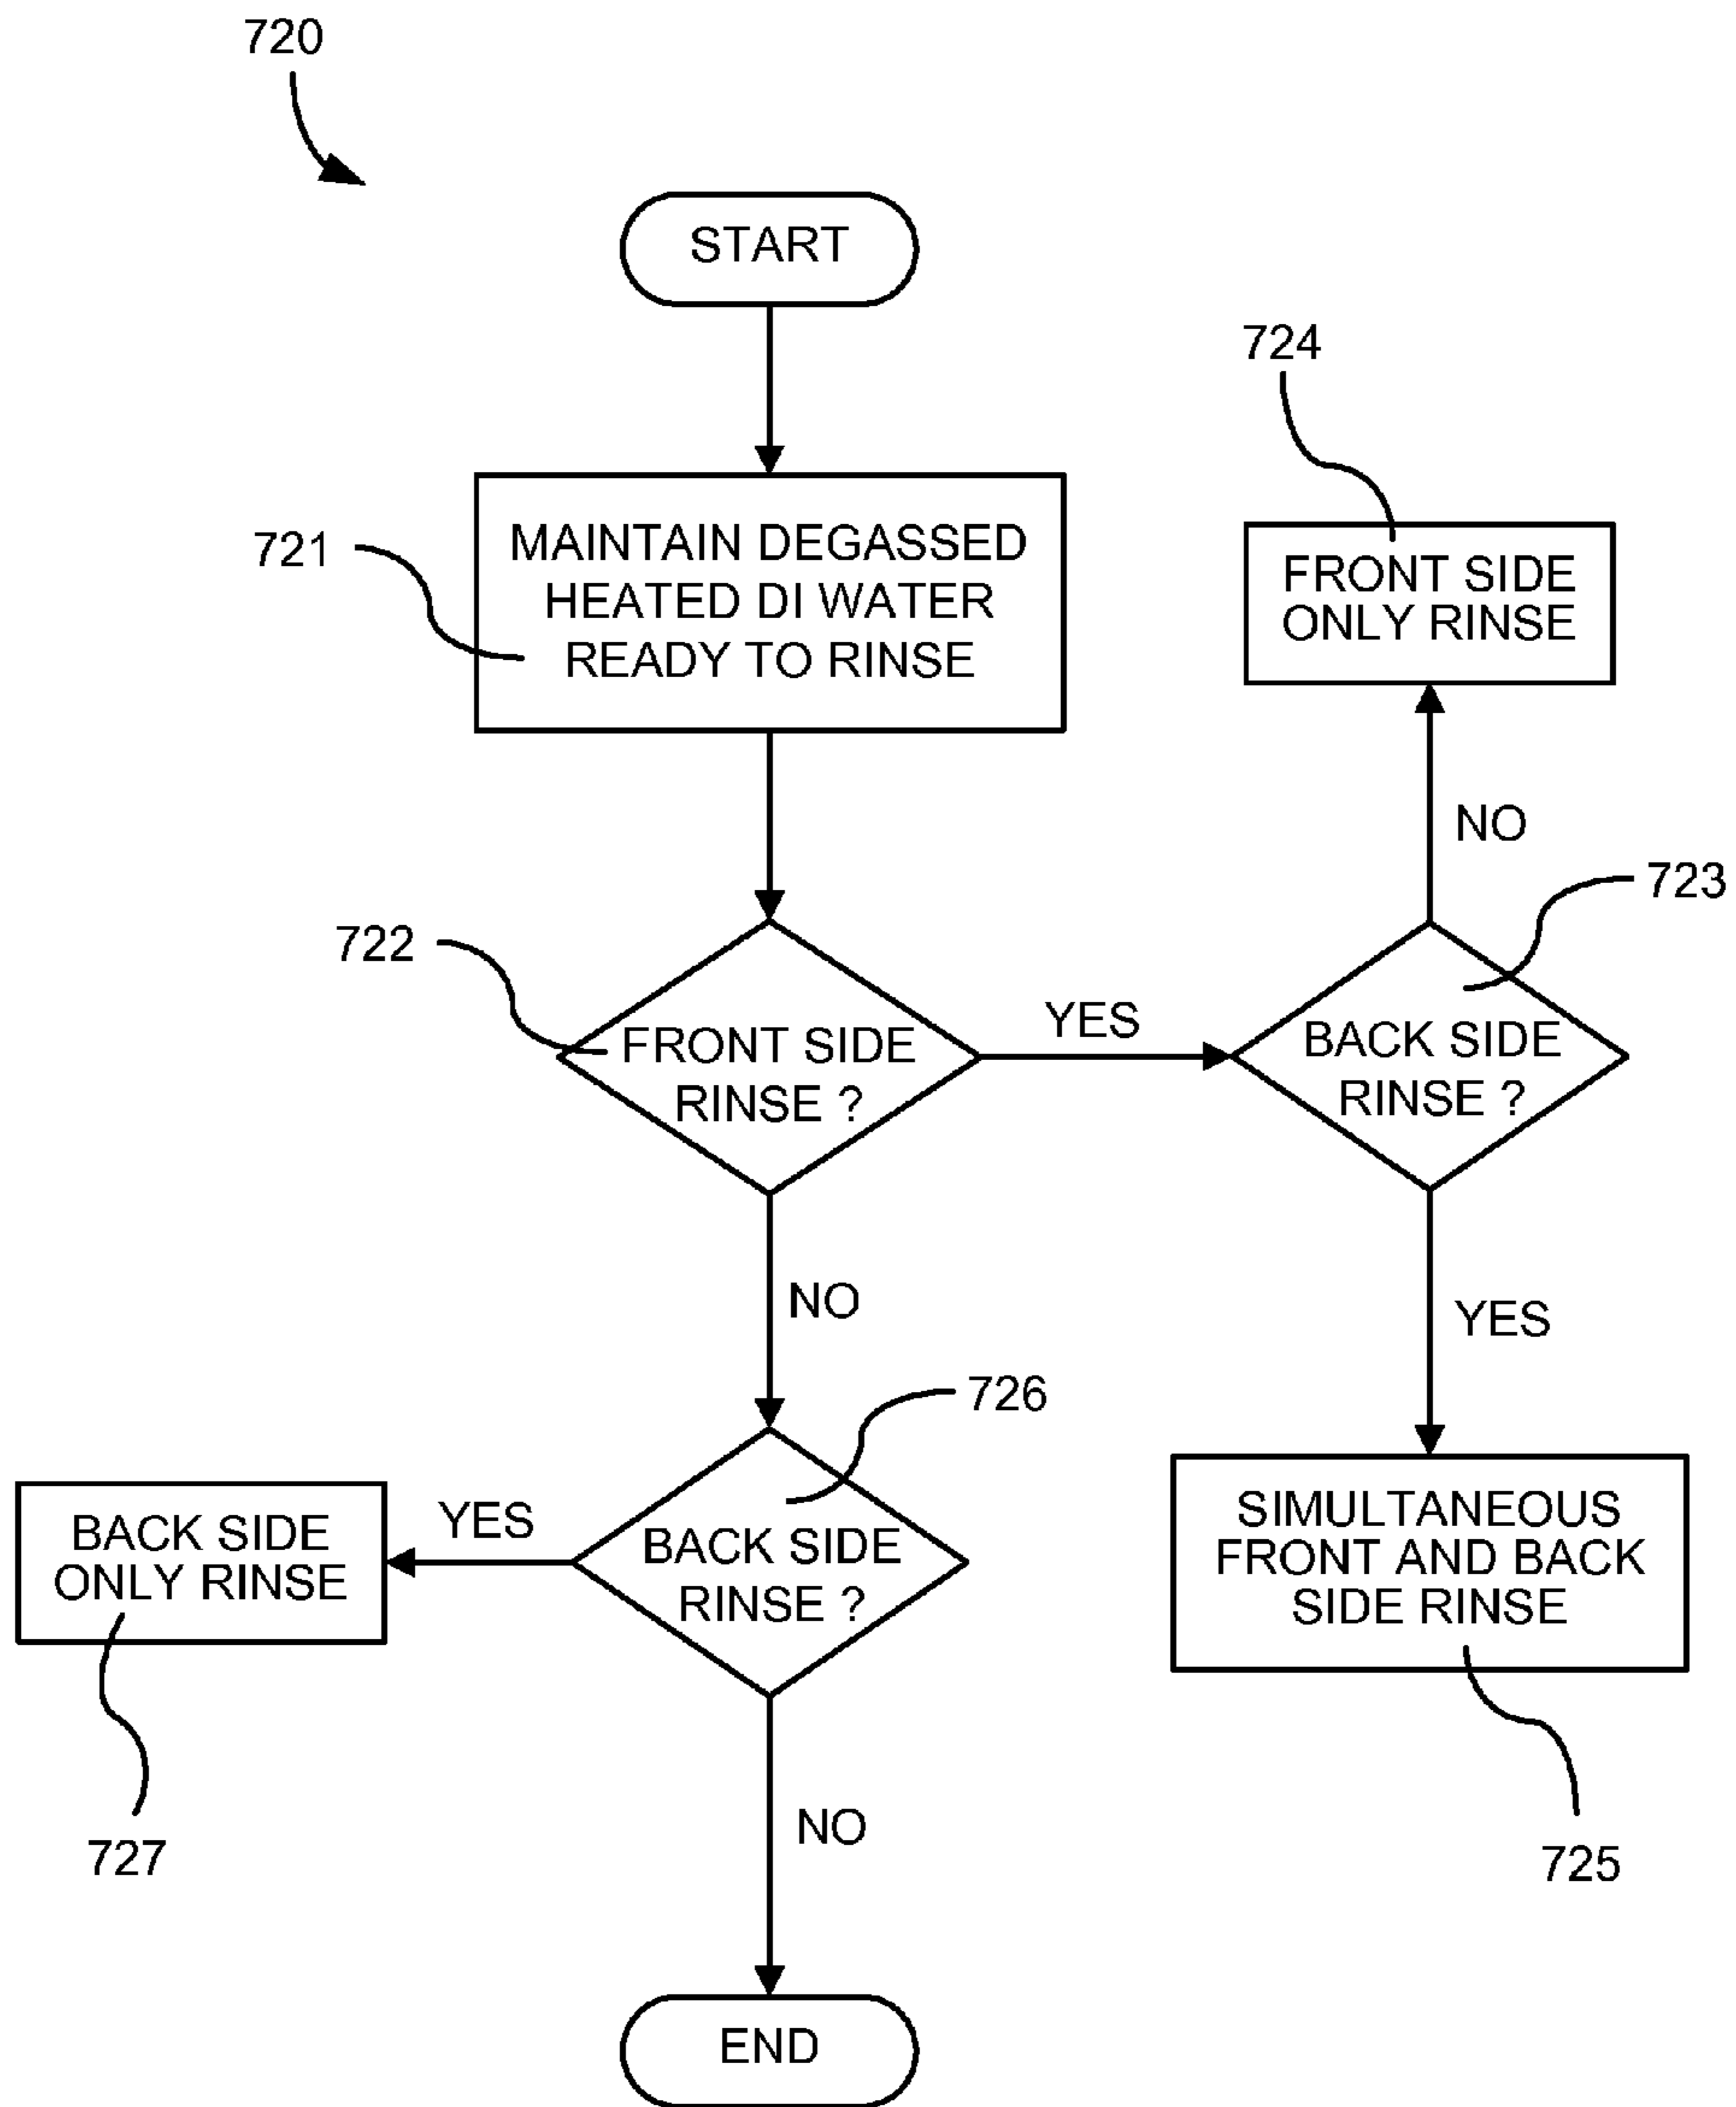 720
START
724
721
MAINTAIN DEGASSED
HEATED DI WATER
READY TO RINSE
FRONT SIDE
ONLY RINSE
NO
723
722
FRONT SIDE
RINSE ?
YES
BACK SIDE
RINSE ?
NO
YES
726
BACK SIDE
ONLY RINSE
YES
BACK SIDE
RINSE ?
SIMULTANEOUS
FRONT AND BACK
SIDE RINSE
727
NO
725
END